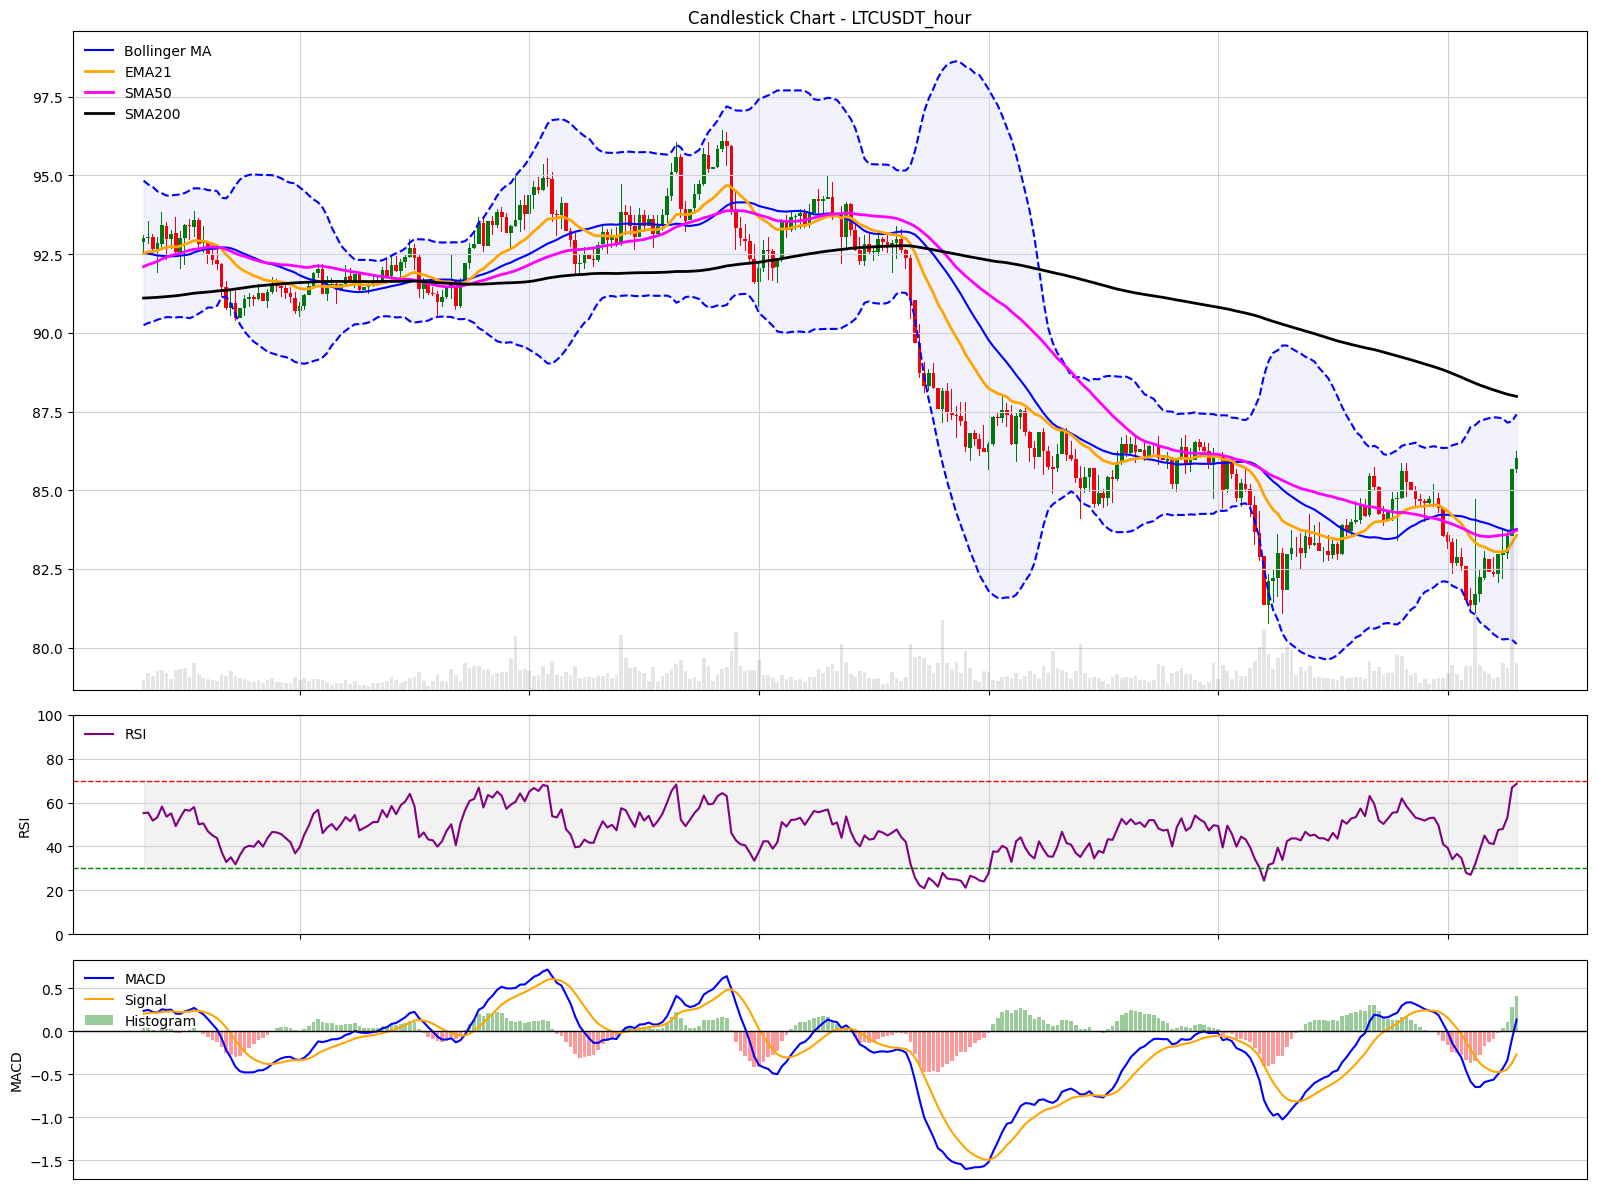 Candlestick Chart - LTCUSDT_hour
Bollinger MA
EMA21
SMA50
SMA200
97.5
95.0
92.5
90.0
87.5
85.0
82.5
80.0
RSI
100
80
60
40
20
0
RSI
MACD
Signal
Histogram
0.5
0.0
−0.5
−1.0
−1.5
MACD